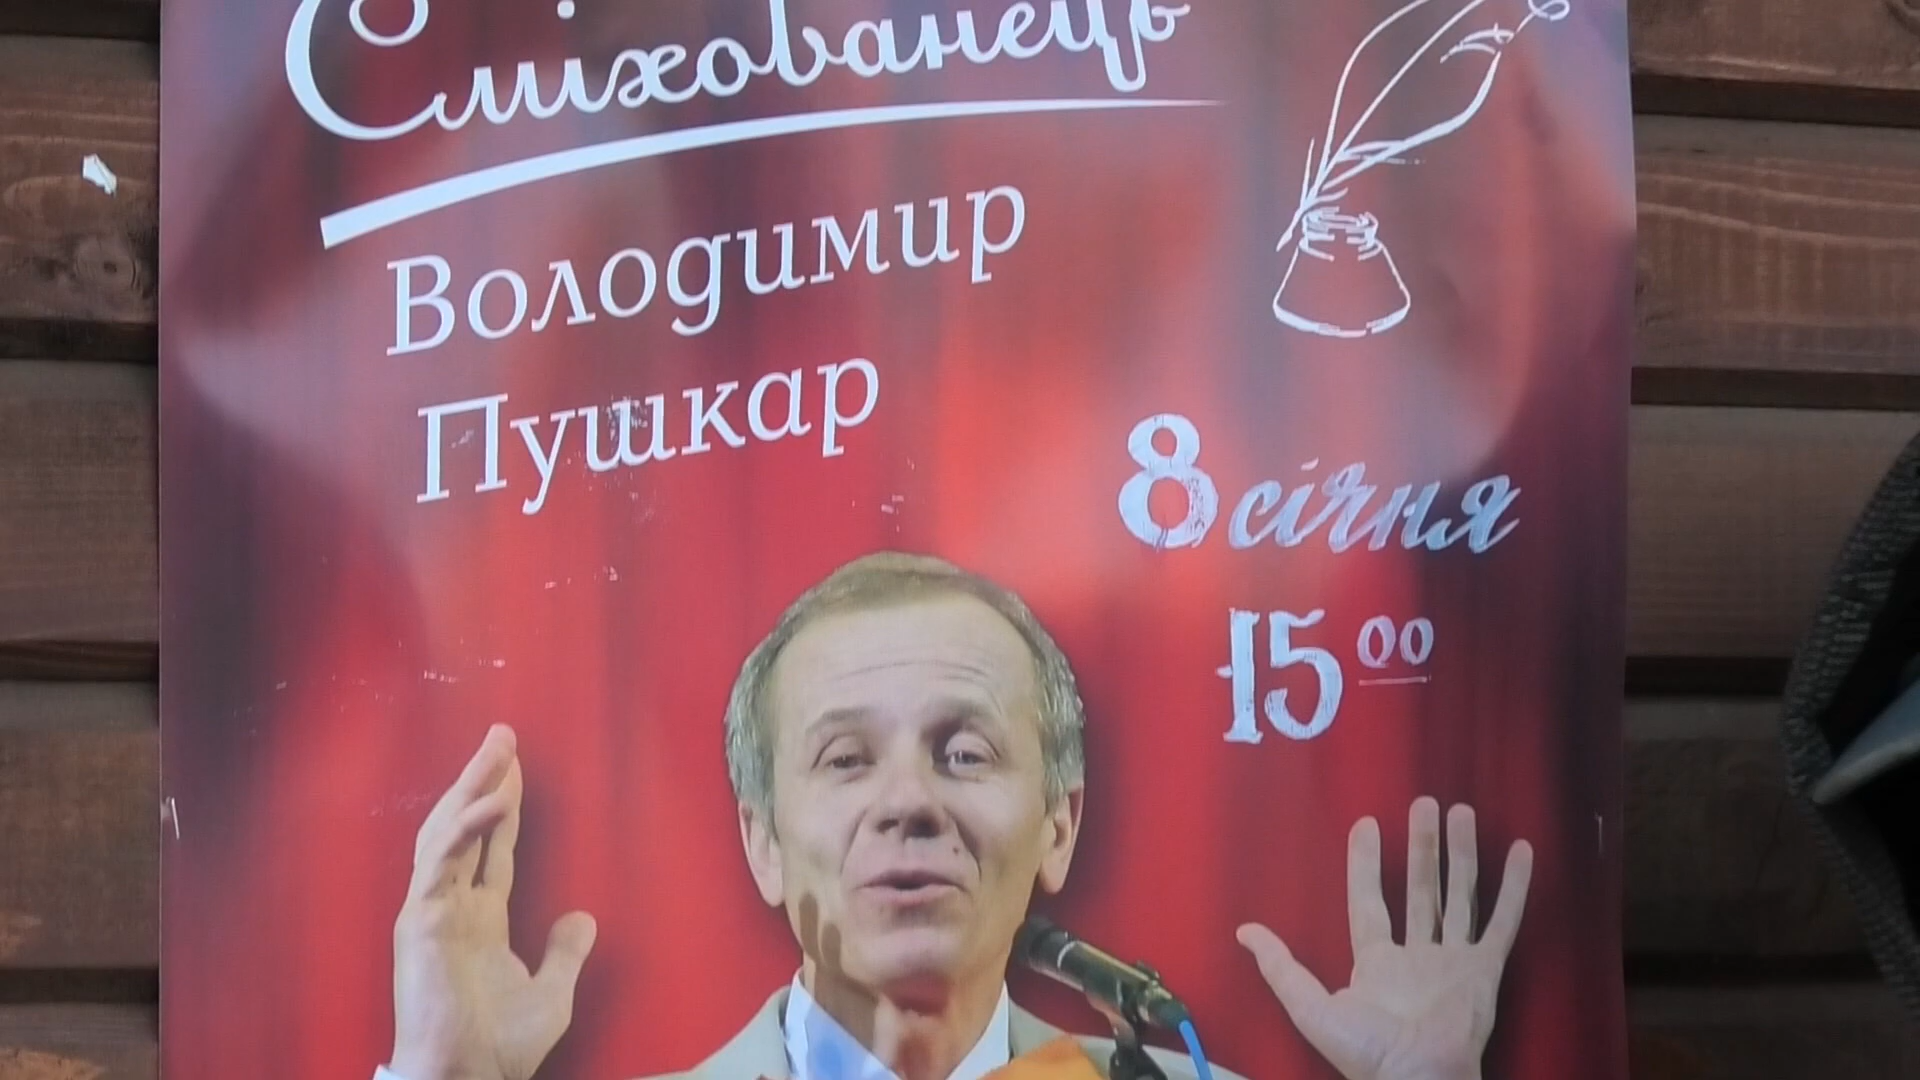 Сміхованець
Володимир
Пушкар
8 січня
15 00